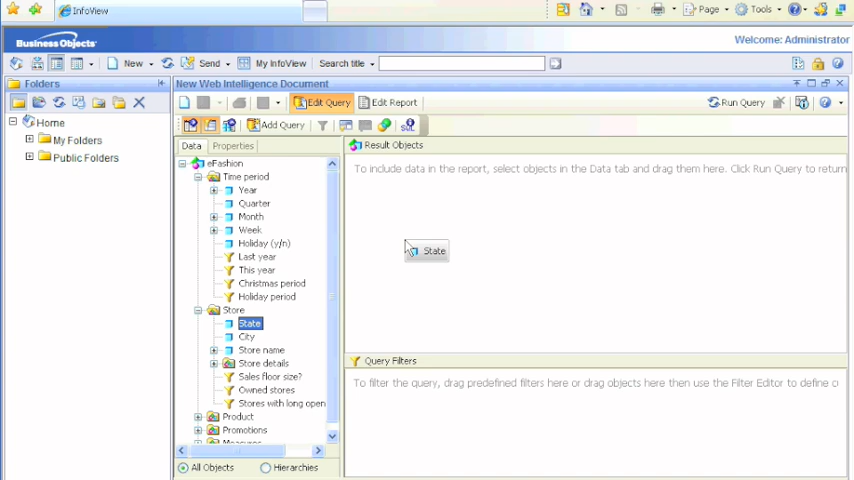 InfoView
Page
Tools
Business Objects
Welcome: Administrator
New
Send
My InfoView
Search title
Folders
New Web Intelligence Document
Edit Query
Edit Report
Run Query
Add Query
Home
My Folders
Public Folders
Data
Properties
eFashion
Time period
Year
Quarter
Month
Week
Holiday (y/n)
Last year
This year
Christmas period
Holiday period
Store
State
City
Store name
Store details
Sales floor size?
Owned stores
Stores with long open
Product
Promotions
Measures
All Objects
Hierarchies
Result Objects
To include data in the report, select objects in the Data tab and drag them here. Click Run Query to return
State
Query Filters
To filter the query, drag predefined filters here or drag objects here then use the Filter Editor to define c